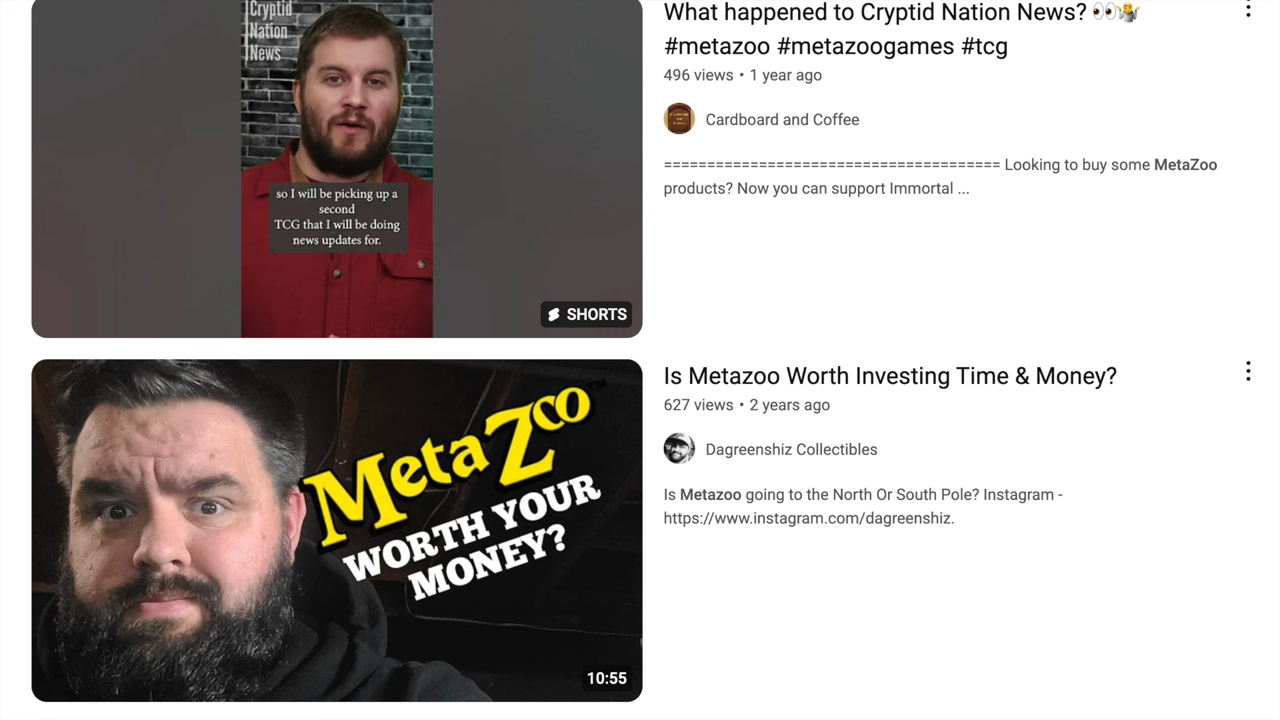 Cryptid
Nation
News
so I will be picking up a
second
TCG that I will be doing
news updates for.
SHORTS
What happened to Cryptid Nation News? 👀🤷
#metazoo #metazoogames #tcg
496 views • 1 year ago
Cardboard and Coffee
======================================= Looking to buy some MetaZoo
products? Now you can support Immortal ...
MetaZoo™
WORTH YOUR
MONEY?
10:55
Is Metazoo Worth Investing Time & Money?
627 views • 2 years ago
Dagreenshiz Collectibles
Is Metazoo going to the North Or South Pole? Instagram -
https://www.instagram.com/dagreenshiz.